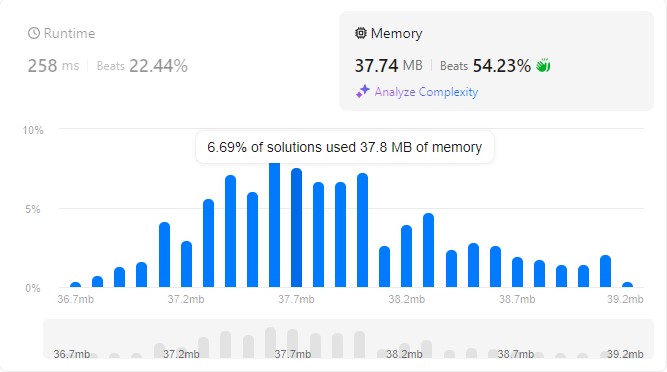 Runtime
258 ms Beats 22.44%
Memory
37.74 MB Beats 54.23%
Analyze Complexity
10%
6.69% of solutions used 37.8 MB of memory
5%
0%
36.7mb 37.2mb 37.7mb 38.2mb 38.7mb 39.2mb
36.7mb 37.2mb 37.7mb 38.2mb 38.7mb 39.2mb